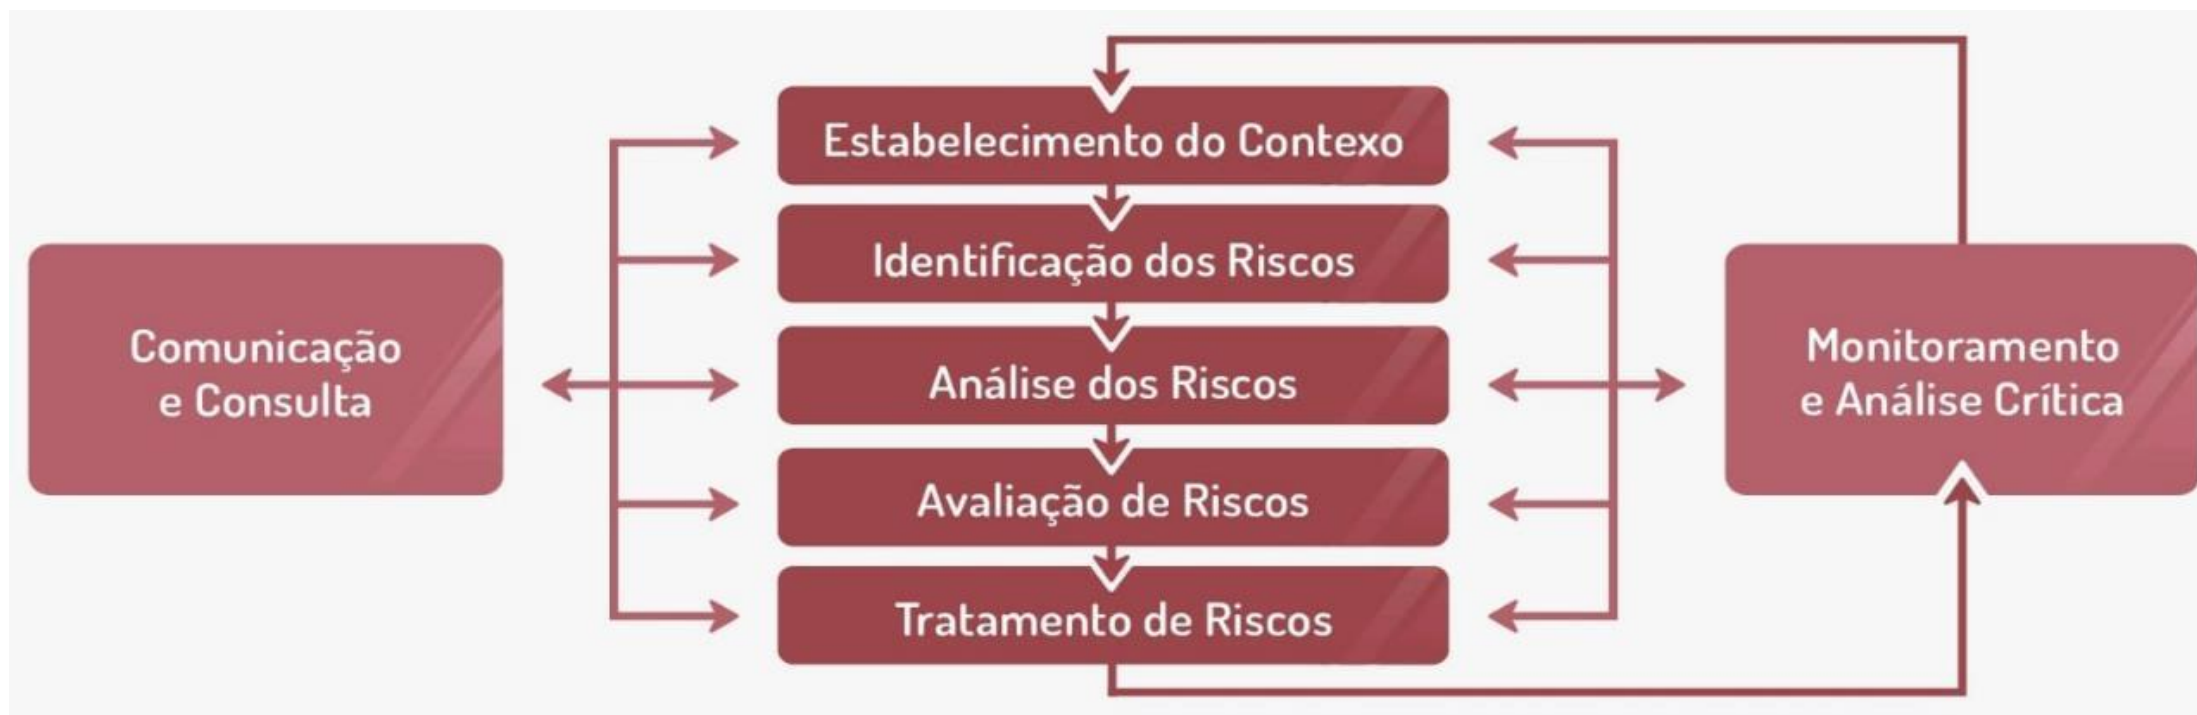 Estabelecimento do Contexo
Identificação dos Riscos
Análise dos Riscos
Avaliação de Riscos
Tratamento de Riscos
Comunicação
e Consulta
Monitoramento
e Análise Crítica